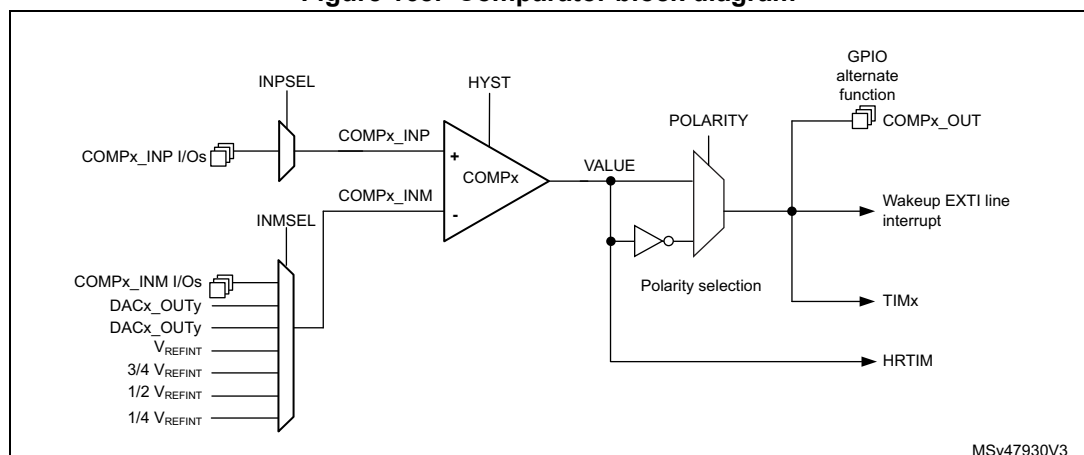 Figure 163. Comparator block diagram
GPIO
alternate
function
INPSEL
HYST
COMPx_OUT
POLARITY
COMPx_INP
VALUE
COMPx_INP I/Os
+
COMPx
COMPx_INM
-
Wakeup EXTI line
interrupt
INMSEL
COMPx_INM I/Os
Polarity selection
DACx_OUTy
DACx_OUTy
TIMx
VREFINT
3/4 VREFINT
HRTIM
1/2 VREFINT
1/4 VREFINT
MSv47930V3